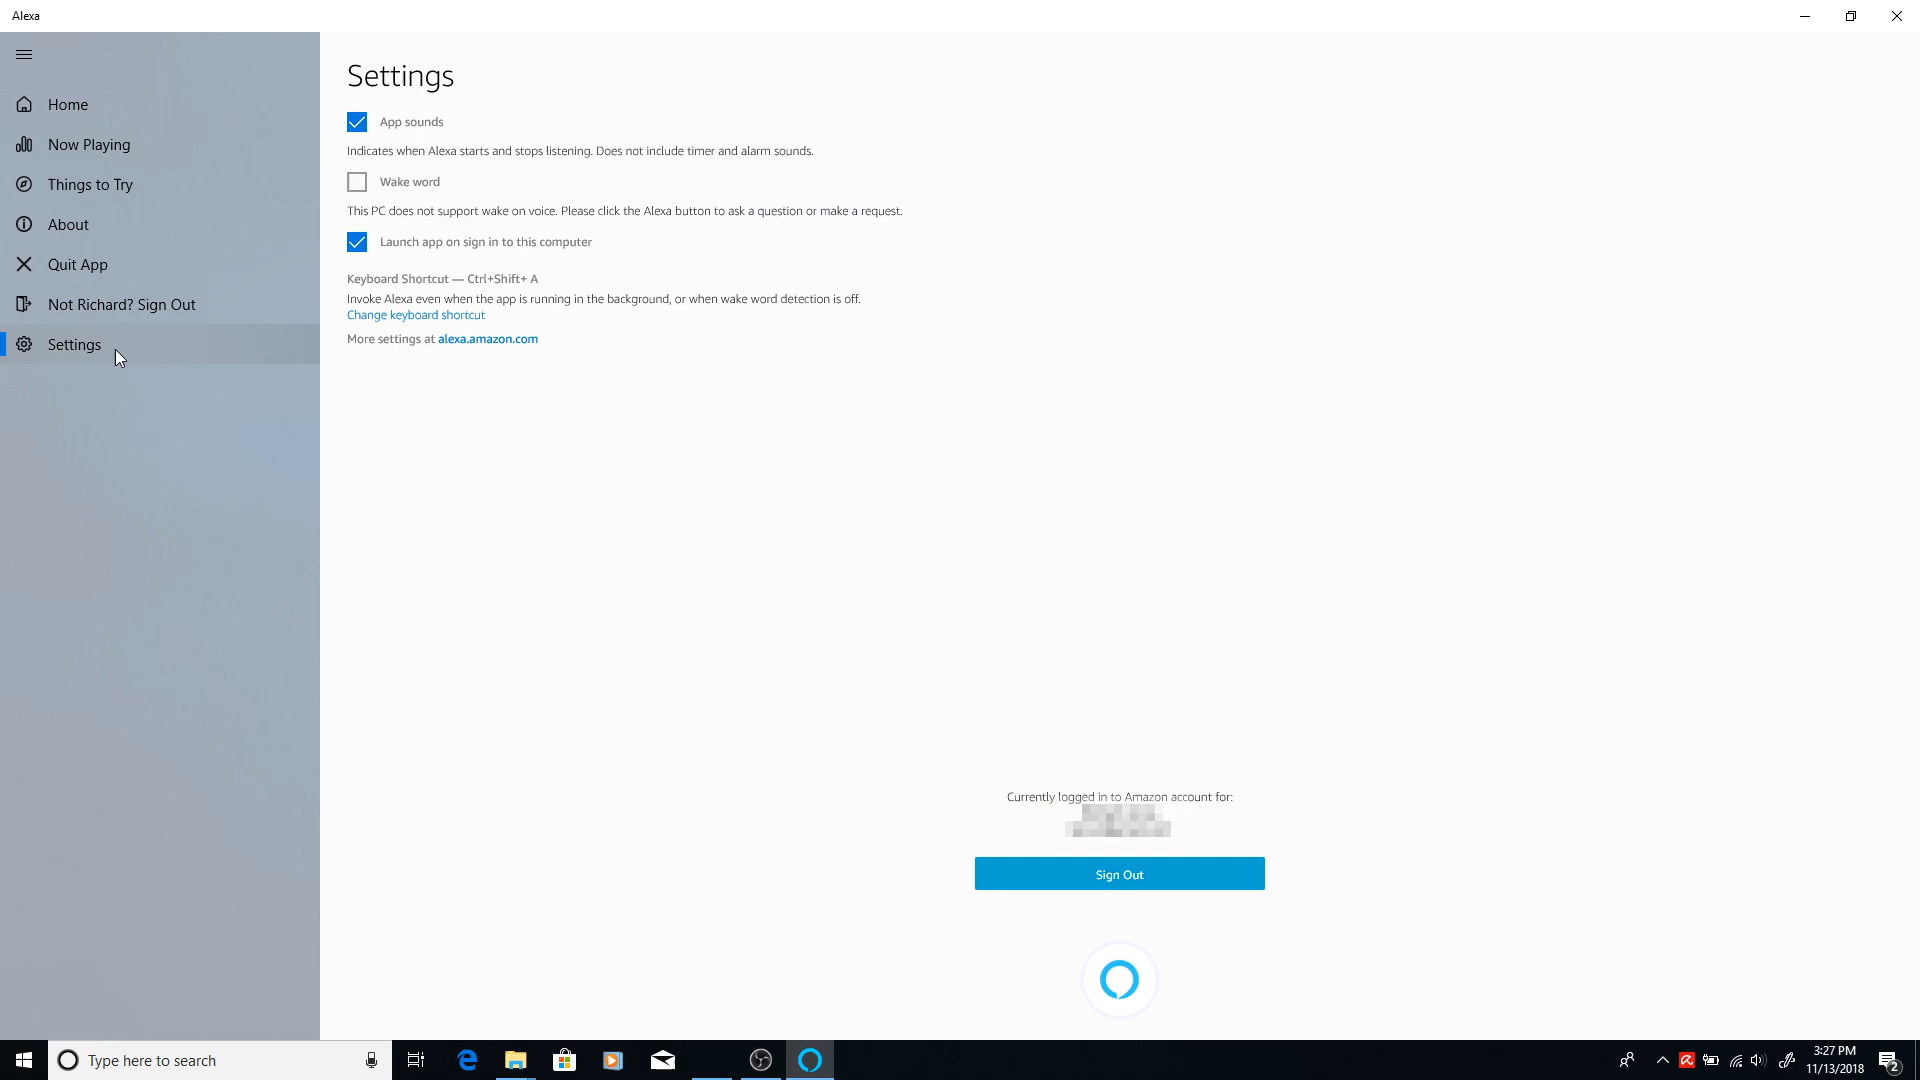 Alexa
Home
Now Playing
Things to Try
About
Quit App
Not Richard? Sign Out
Settings
Settings
App sounds
Indicates when Alexa starts and stops listening. Does not include timer and alarm sounds.
Wake word
This PC does not support wake on voice. Please click the Alexa button to ask a question or make a request.
Launch app on sign in to this computer
Keyboard Shortcut — Ctrl+Shift+ A
Invoke Alexa even when the app is running in the background, or when wake word detection is off.
Change keyboard shortcut
More settings at alexa.amazon.com
Currently logged in to Amazon account for:
Sign Out
Type here to search
3:27 PM
11/13/2018
2